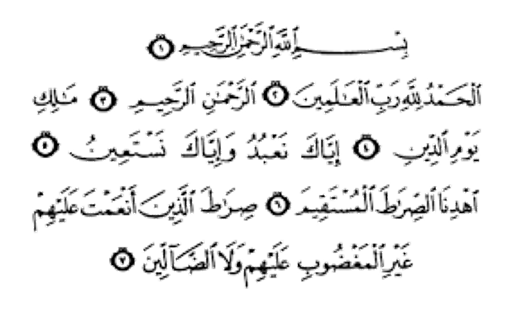 بِسْمِ ٱللَّهِ ٱلرَّحْمَٰنِ ٱلرَّحِيمِ ١
ٱلْحَمْدُ لِلَّهِ رَبِّ ٱلْعَٰلَمِينَ ٢ ٱلرَّحْمَٰنِ ٱلرَّحِيمِ ٣ مَٰلِكِ
يَوْمِ ٱلدِّينِ ٤ إِيَّاكَ نَعْبُدُ وَإِيَّاكَ نَسْتَعِينُ ٥
ٱهْدِنَا ٱلصِّرَٰطَ ٱلْمُسْتَقِيمَ ٦ صِرَٰطَ ٱلَّذِينَ أَنْعَمْتَ عَلَيْهِمْ
غَيْرِ ٱلْمَغْضُوبِ عَلَيْهِمْ وَلَا ٱلضَّآلِّينَ ٧